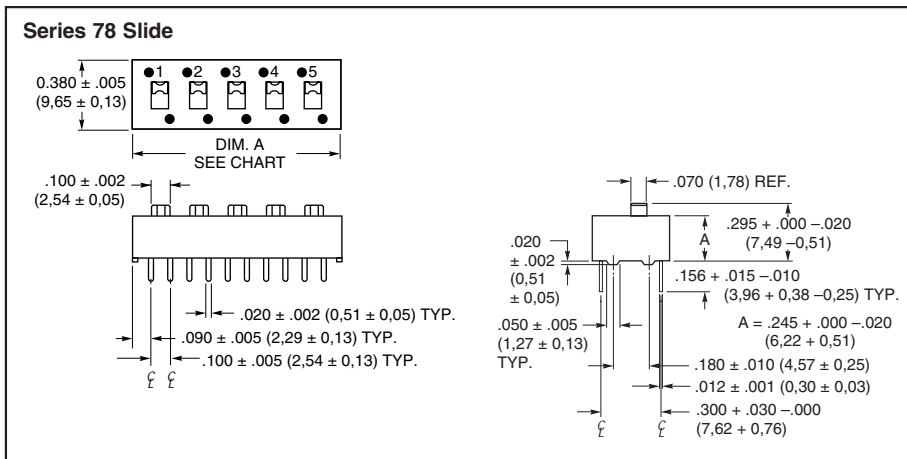 Series 78 Slide
1 2 3 4 5
0.380 ± .005
(9,65 ± 0,13)
DIM. A
SEE CHART
.100 ± .002
(2,54 ± 0,05)
.020 ± .002 (0,51 ± 0,05) TYP.
.090 ± .005 (2,29 ± 0,13) TYP.
.100 ± .005 (2,54 ± 0,13) TYP.
℄ ℄
.070 (1,78) REF.
A
.295 + .000 –.020
(7,49 –0,51)
.020
± .002
(0,51
± 0,05)
.156 + .015 –.010
(3,96 + 0,38 –0,25) TYP.
.050 ± .005
(1,27 ± 0,13)
TYP.
A = .245 + .000 –.020
(6,22 + 0,51)
.180 ± .010 (4,57 ± 0,25)
.012 ± .001 (0,30 ± 0,03)
.300 + .030 –.000
(7,62 + 0,76)
℄ ℄